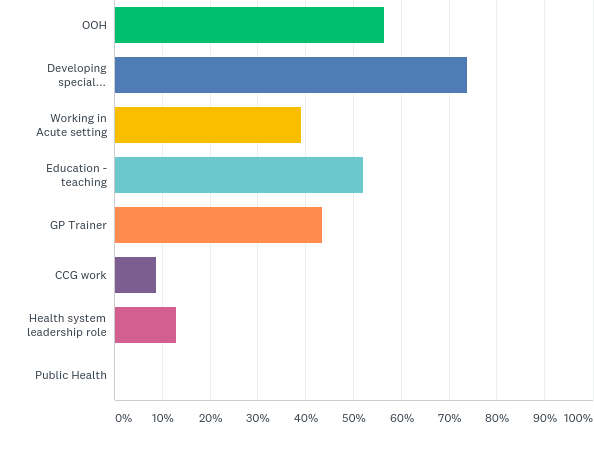 OOH
Developing
special...
Working in
Acute setting
Education -
teaching
GP Trainer
CCG work
Health system
leadership role
Public Health
0% 10% 20% 30% 40% 50% 60% 70% 80% 90% 100%